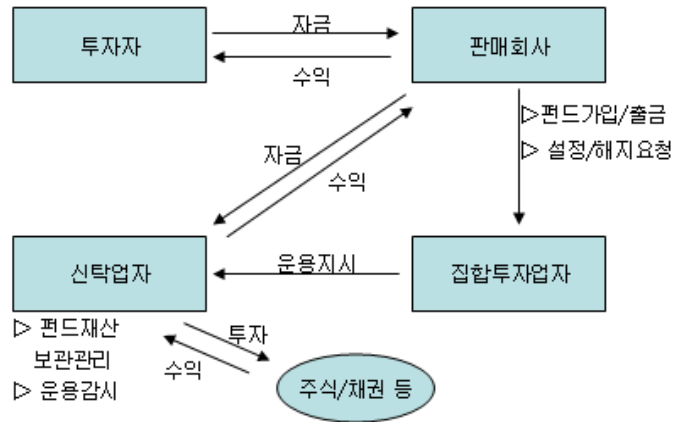 투자자
자금
수익
판매회사
▷펀드가입/출금
▷ 설정/해지요청
자금
수익
신탁업자
운용지시
집합투자업자
▷ 펀드재산
보관관리
▷ 운용감시
투자
수익
주식/채권 등